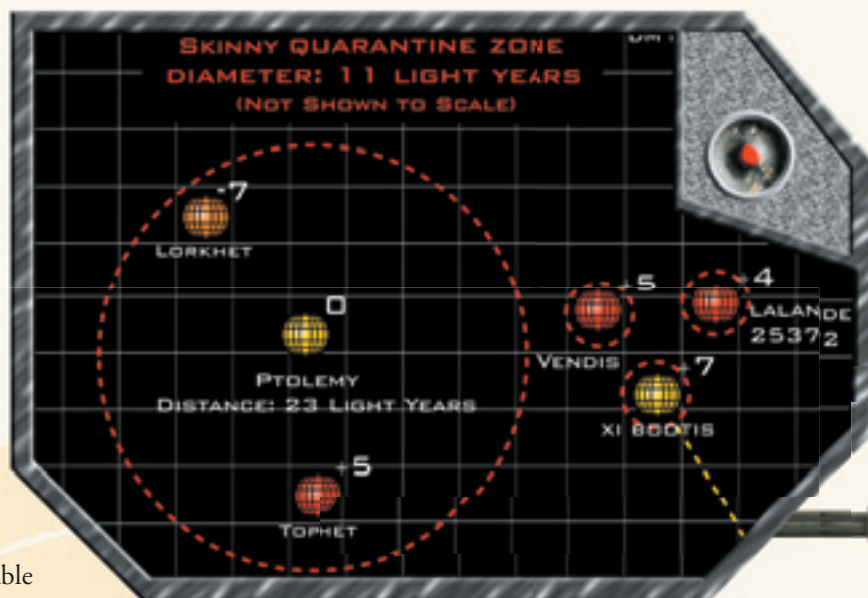 SKINNY QUARANTINE ZONE
DIAMETER: 11 LIGHT YEARS
(NOT SHOWN TO SCALE)
-7
LORKHET
0
PTOLEMY
DISTANCE: 23 LIGHT YEARS
+5
TOPHET
+5
VENDIS
+4
LALANDE
25372
+7
XI BOOTIS